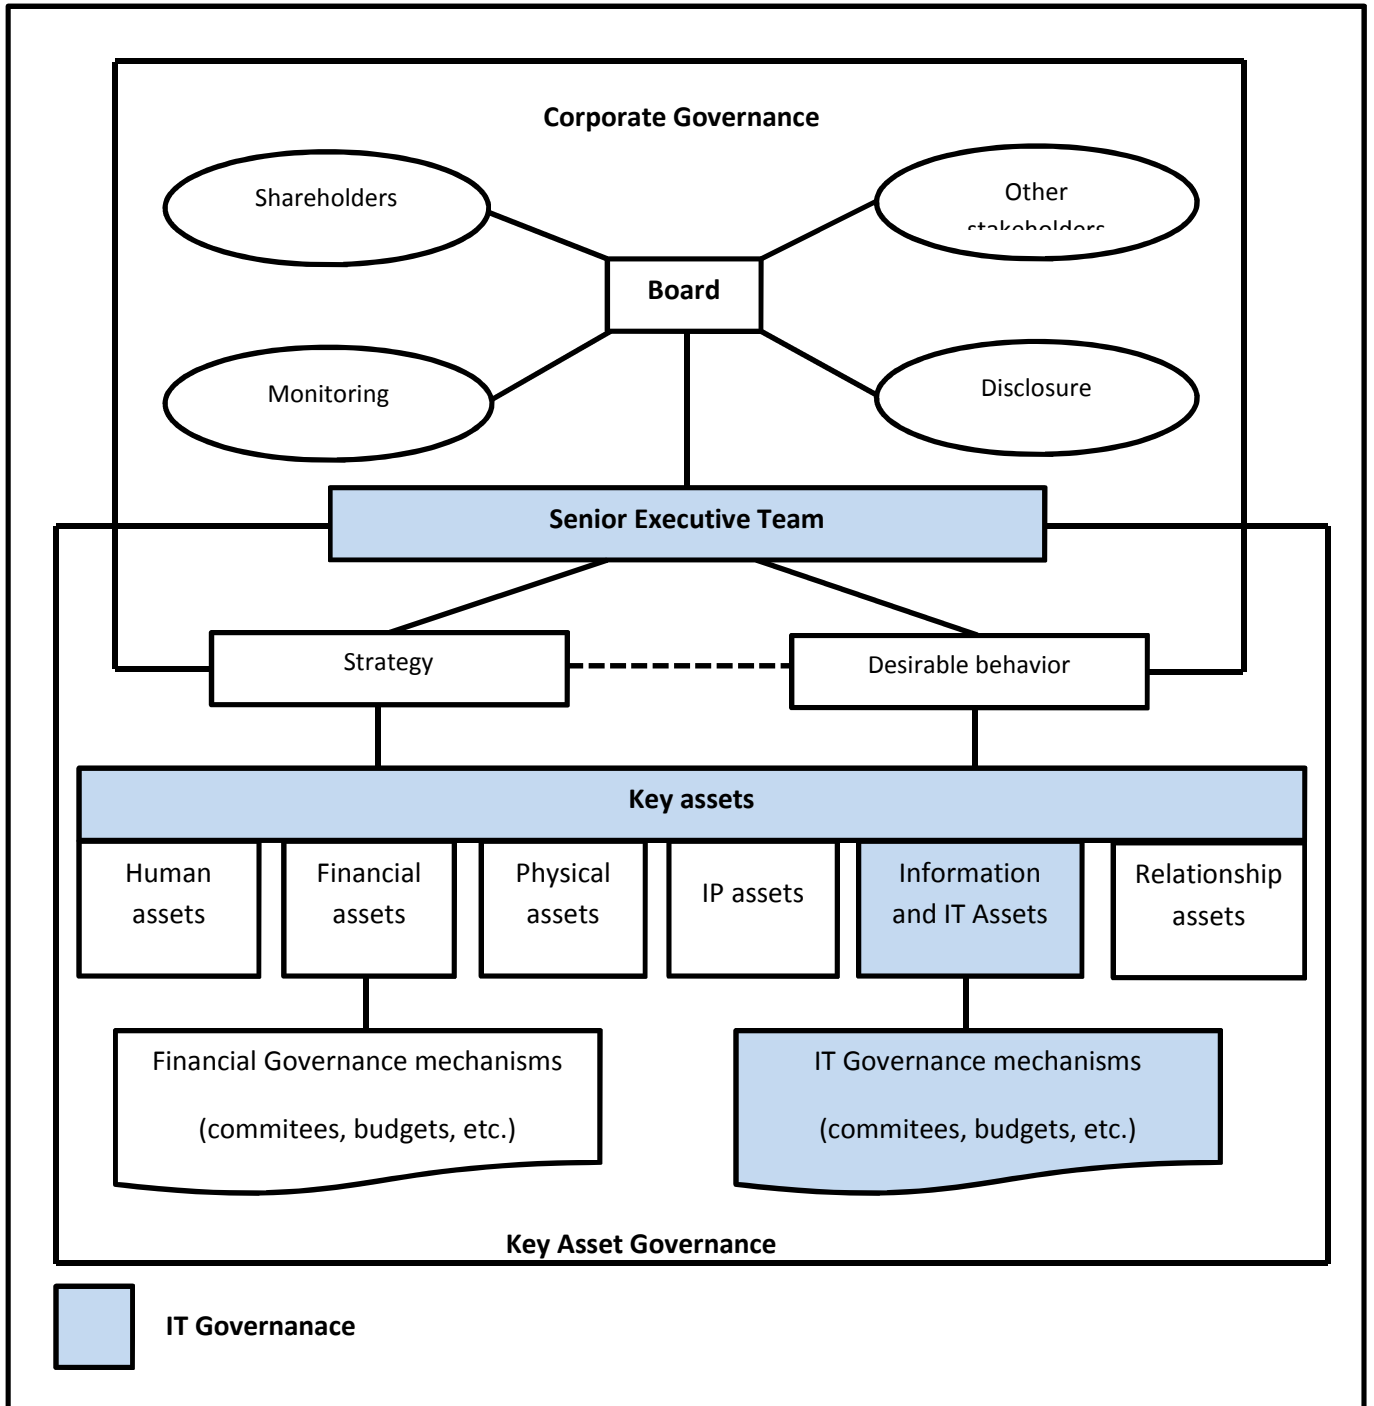 Corporate Governance
Shareholders
Other
stakeholders
Board
Monitoring
Disclosure
Senior Executive Team
Strategy
Desirable behavior
Key assets
Human
assets
Financial
assets
Physical
assets
IP assets
Information
and IT Assets
Relationship
assets
Financial Governance mechanisms
(commitees, budgets, etc.)
IT Governance mechanisms
(commitees, budgets, etc.)
Key Asset Governance
IT Governanace